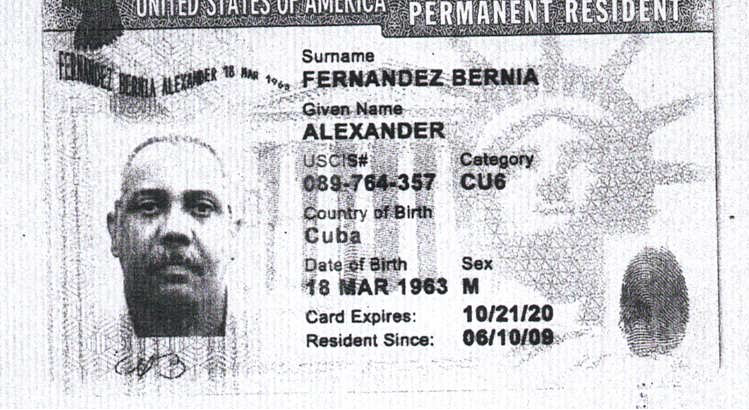 UNITED STATES OF AMERICA PERMANENT RESIDENT
FERNANDEZ BERNIA ALEXANDER 18 MAR 1963
Surname
FERNANDEZ BERNIA
Given Name
ALEXANDER
USCIS# Category
089-764-357 CU6
Country of Birth
Cuba
Date of Birth Sex
18 MAR 1963 M
Card Expires: 10/21/20
Resident Since: 06/10/09